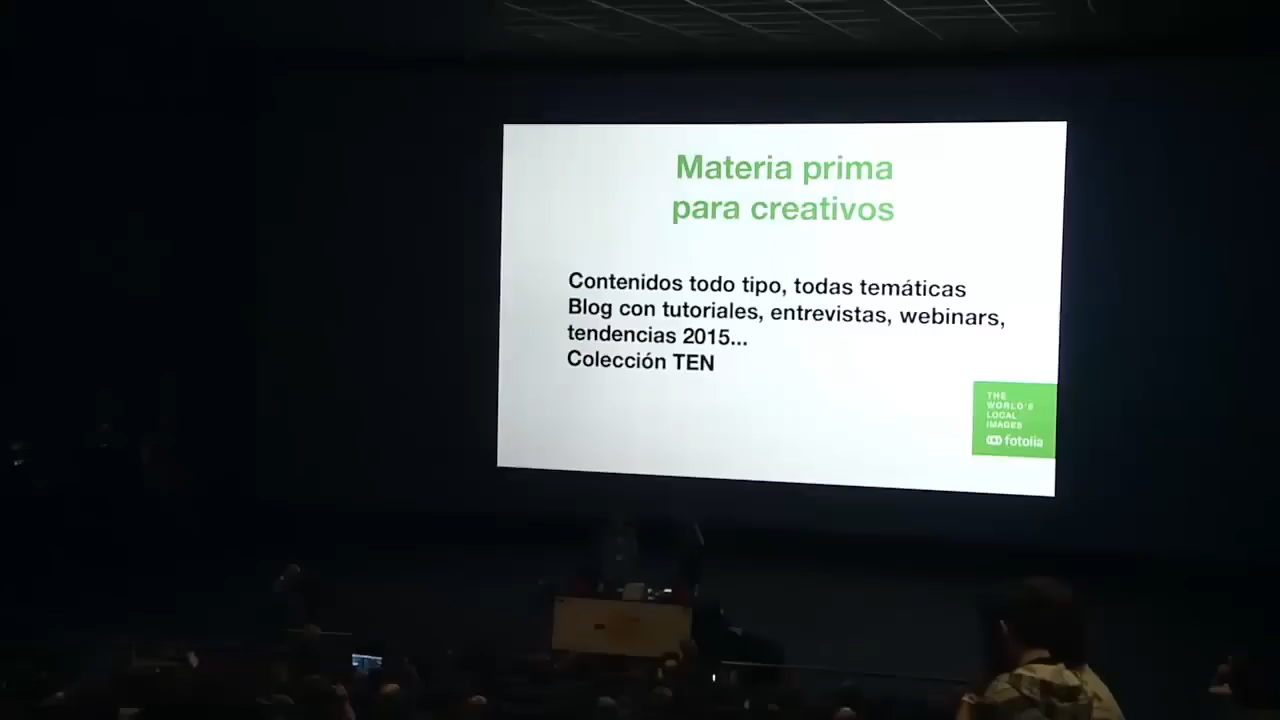 Materia prima
para creativos
Contenidos todo tipo, todas temáticas
Blog con tutoriales, entrevistas, webinars,
tendencias 2015...
Colección TEN
THE
WORLD'S
LOCAL
IMAGES
fotolia